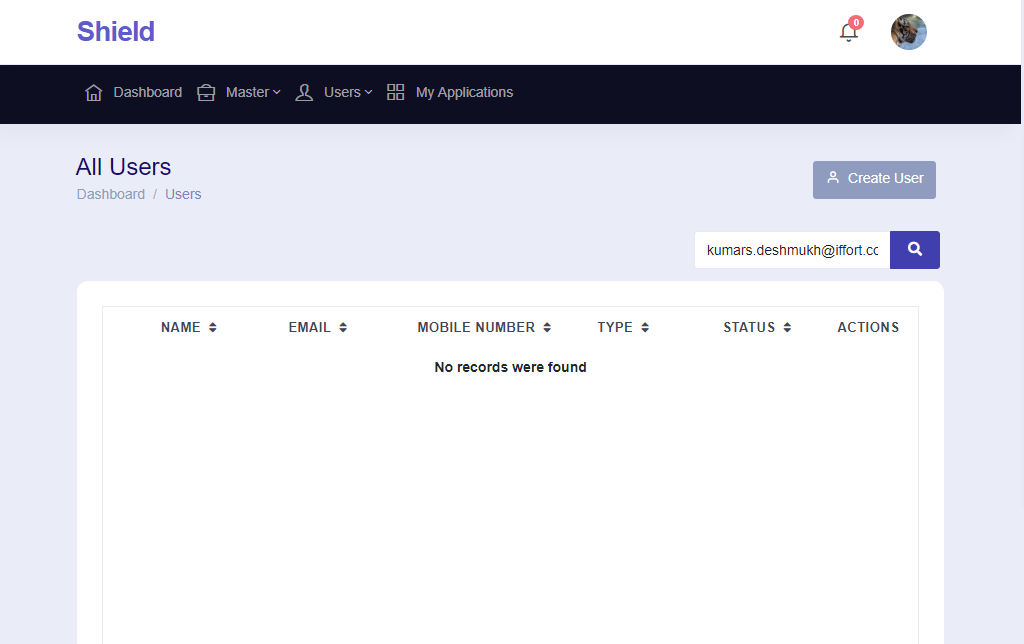 Shield
0
Dashboard Master Users My Applications
All Users
Dashboard / Users
Create User
kumars.deshmukh@iffort.cc
NAME EMAIL MOBILE NUMBER TYPE STATUS ACTIONS
No records were found